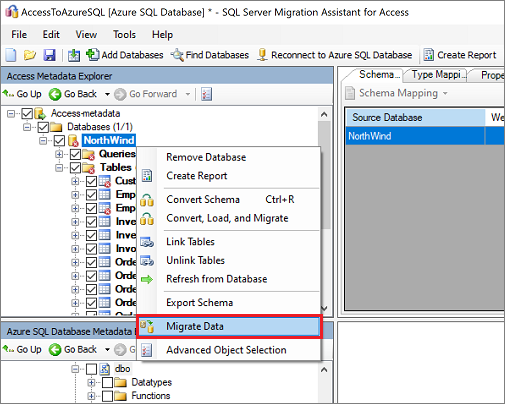 AccessToAzureSQL [Azure SQL Database] * - SQL Server Migration Assistant for Access
File Edit View Tools Help
Add Databases Find Databases Reconnect to Azure SQL Database Create Report
Access Metadata Explorer
Go Up Go Back Go Forward
Access-metadata
Databases (1/1)
NorthWind
Queries
Tables
Cust
Emp
Emp
Inve
Inve
Orde
Orde
Orde
Orde
Remove Database
Create Report
Convert Schema Ctrl+R
Convert, Load, and Migrate
Link Tables
Unlink Tables
Refresh from Database
Export Schema
Migrate Data
Advanced Object Selection
Schema... Type Mappi... Prope
Schema Mapping
Source Database We
NorthWind
Azure SQL Database Metadata
Go Up Go Back Go Forward
dbo
Datatypes
Functions